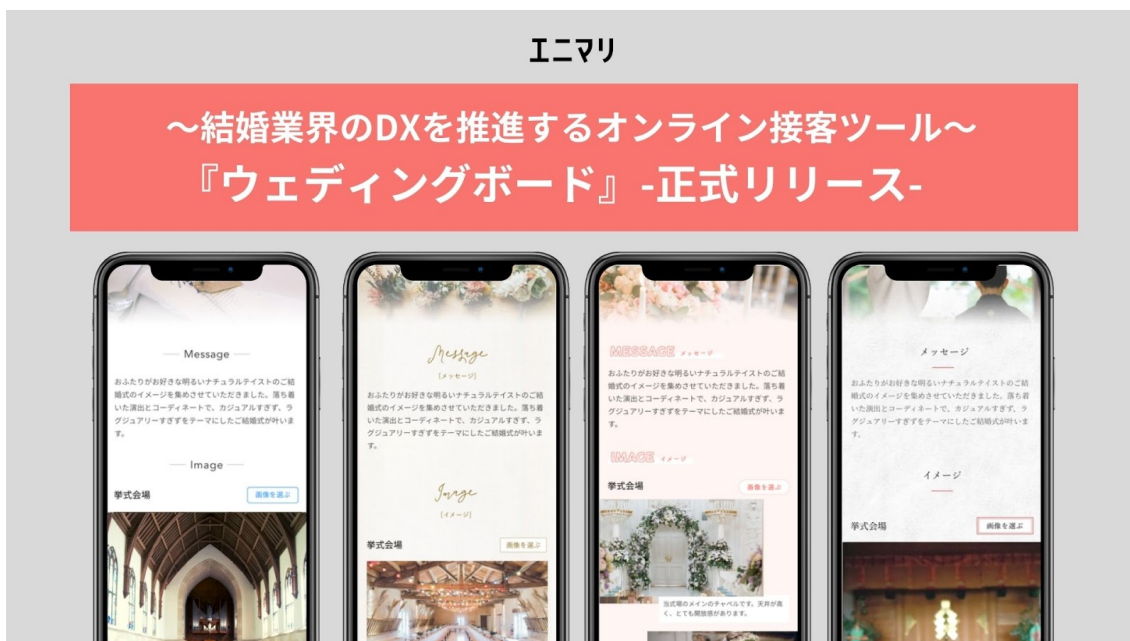 エニマリ
～結婚業界のDXを推進するオンライン接客ツール～
『ウェディングボード』-正式リリース-
Message
おふたりがお好きな明るいナチュラルテイストのご結
婚式のイメージを集めさせていただきました。落ち着
いた演出とコーディネートで、カジュアルすぎず、ラ
グジュアリーすぎずをテーマにしたご結婚式が叶いま
す。
Image
挙式会場
画像を選ぶ
Message
[メッセージ]
おふたりがお好きな明るいナチュラルテイストのご結
婚式のイメージを集めさせていただきました。落ち着
いた演出とコーディネートで、カジュアルすぎず、ラ
グジュアリーすぎずをテーマにしたご結婚式が叶いま
す。
Image
[イメージ]
挙式会場
画像を選ぶ
MESSAGE メッセージ
おふたりがお好きな明るいナチュラルテイストのご結
婚式のイメージを集めさせていただきました。落ち着
いた演出とコーディネートで、カジュアルすぎず、ラ
グジュアリーすぎずをテーマにしたご結婚式が叶いま
す。
IMAGE イメージ
挙式会場
画像を選ぶ
当式場のメインのチャペルです。天井が高
く、とても開放感があります。
メッセージ
おふたりがお好きな明るいナチュラルテイストのご結
婚式のイメージを集めさせていただきました。落ち着
いた演出とコーディネートで、カジュアルすぎず、ラ
グジュアリーすぎずをテーマにしたご結婚式が叶いま
す。
イメージ
挙式会場
画像を選ぶ